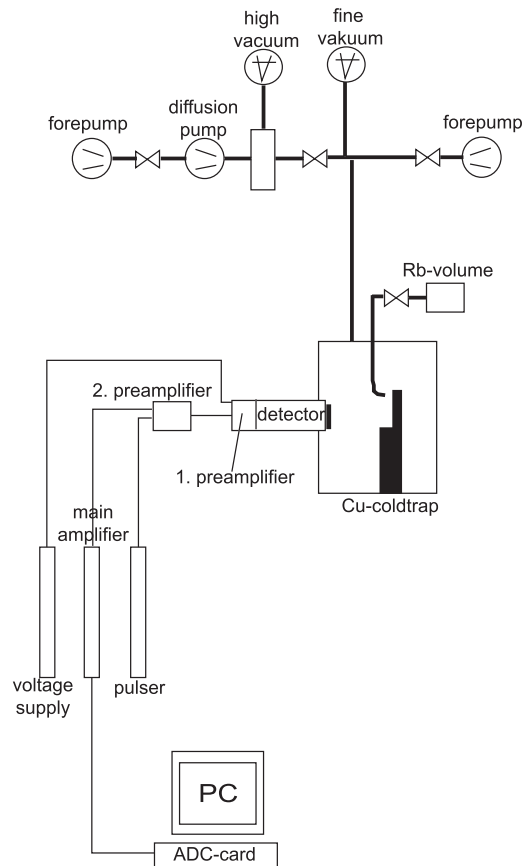 high
vacuum
fine
vakuum
forepump
diffusion
pump
forepump
Rb-volume
2. preamplifier
detector
1. preamplifier
Cu-coldtrap
main
amplifier
voltage
supply
pulser
PC
ADC-card